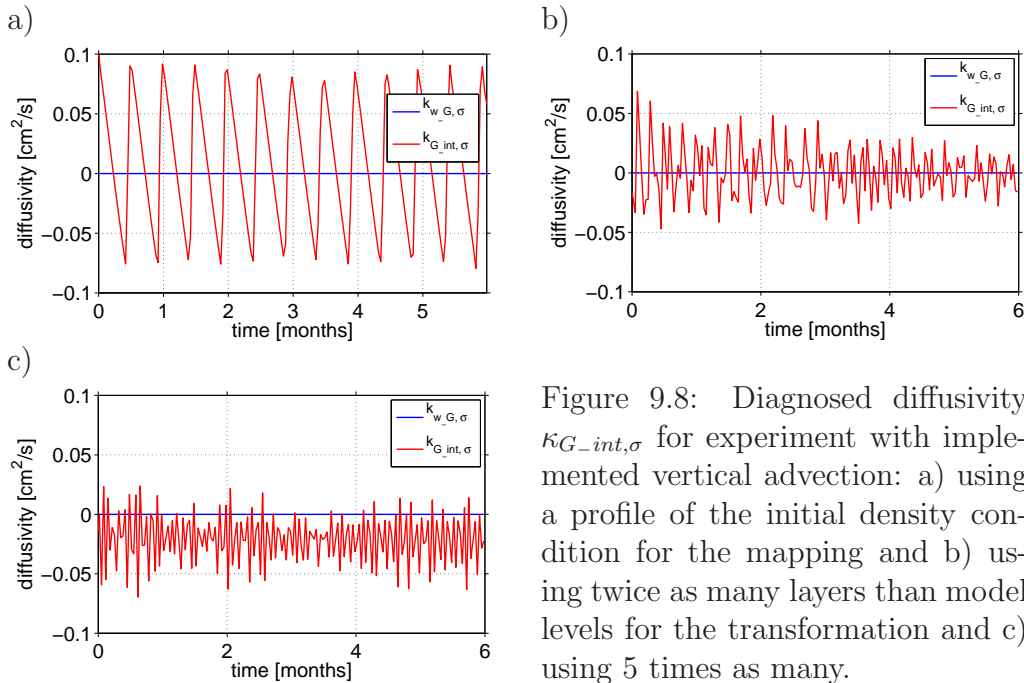 a)
0.1
0.05
0
−0.05
−0.1
diffusivity [cm²/s]
k_w_G, σ
k_G_int, σ
0 1 2 3 4 5
time [months]
b)
0.1
0.05
0
−0.05
−0.1
diffusivity [cm²/s]
k_w_G, σ
k_G_int, σ
0 2 4 6
time [months]
c)
0.1
0.05
0
−0.05
−0.1
diffusivity [cm²/s]
k_w_G, σ
k_G_int, σ
0 2 4 6
time [months]
Figure 9.8: Diagnosed diffusivity
κ_G−int,σ for experiment with imple-
mented vertical advection: a) using
a profile of the initial density con-
dition for the mapping and b) us-
ing twice as many layers than model
levels for the transformation and c)
using 5 times as many.